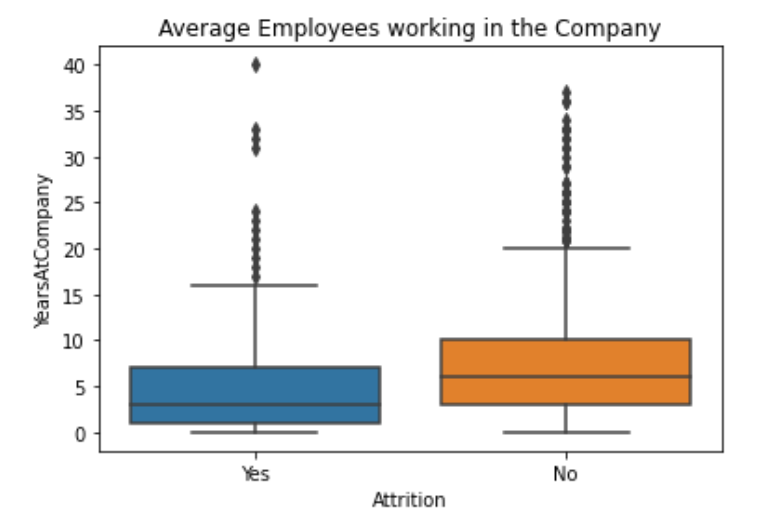 Average Employees working in the Company
40
35
30
25
20
15
10
5
0
YearsAtCompany
Yes
No
Attrition